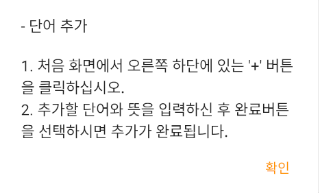 - 단어 추가
1. 처음 화면에서 오른쪽 하단에 있는 '+' 버튼
을 클릭하십시오.
2. 추가할 단어와 뜻을 입력하신 후 완료버튼
을 선택하시면 추가가 완료됩니다.
확인